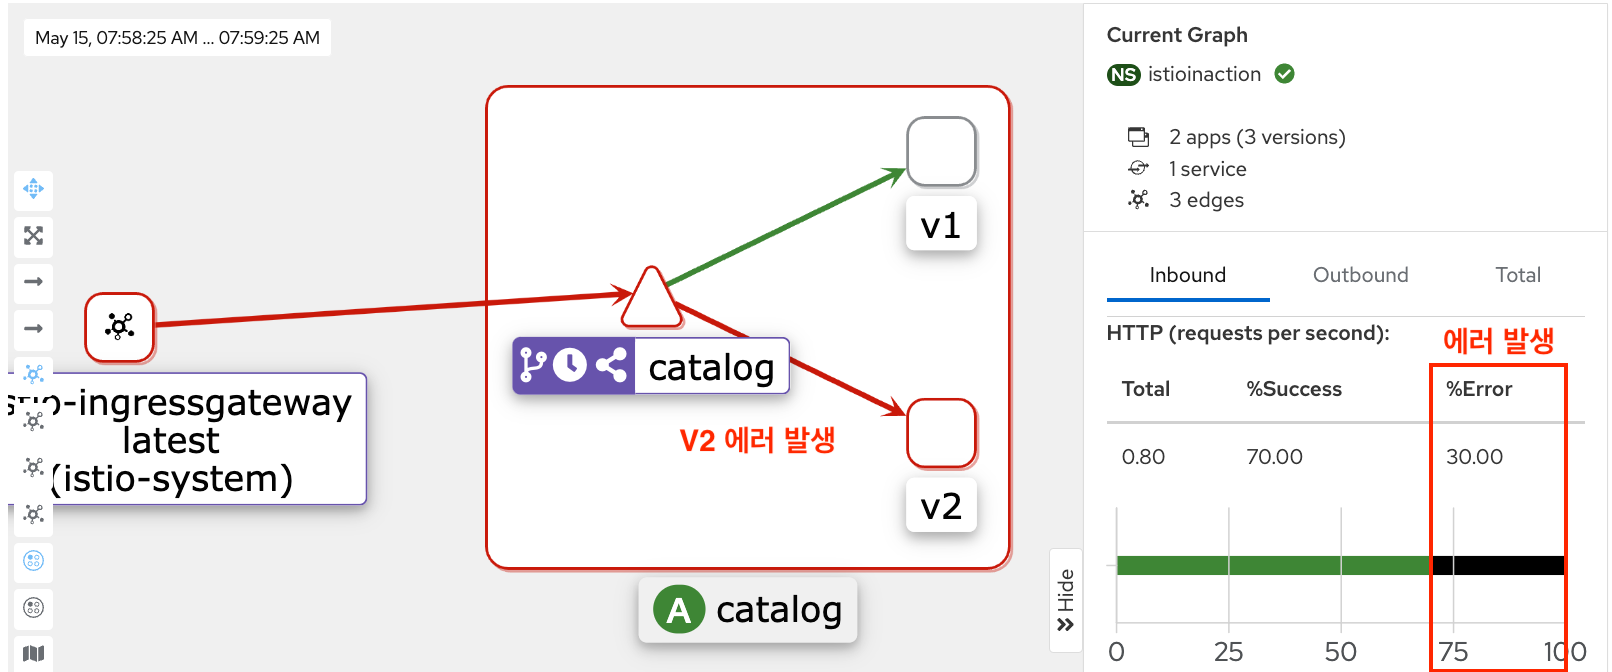 May 15, 07:58:25 AM ... 07:59:25 AM
v1
catalog
V2 에러 발생
v2
stio-ingressgateway
latest
(istio-system)
A catalog
Hide
Current Graph
NS istioinaction
2 apps (3 versions)
1 service
3 edges
Inbound Outbound Total
HTTP (requests per second):
에러 발생
Total %Success %Error
0.80 70.00 30.00
0 25 50 75 100